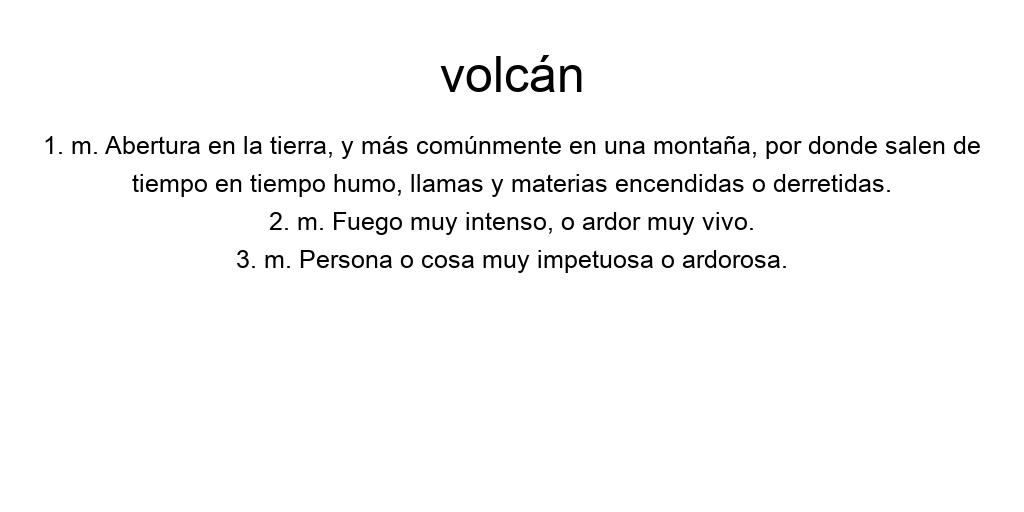 volcán
1. m. Abertura en la tierra, y más comúnmente en una montaña, por donde salen de
tiempo en tiempo humo, llamas y materias encendidas o derretidas.
2. m. Fuego muy intenso, o ardor muy vivo.
3. m. Persona o cosa muy impetuosa o ardorosa.